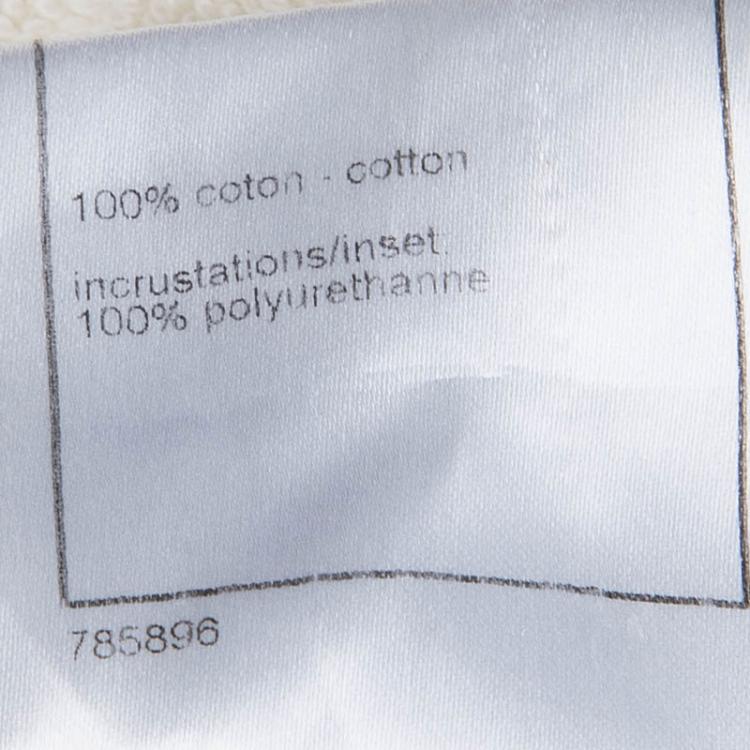 100% coton - cotton
incrustations/inset:
100% polyurethanne
785896